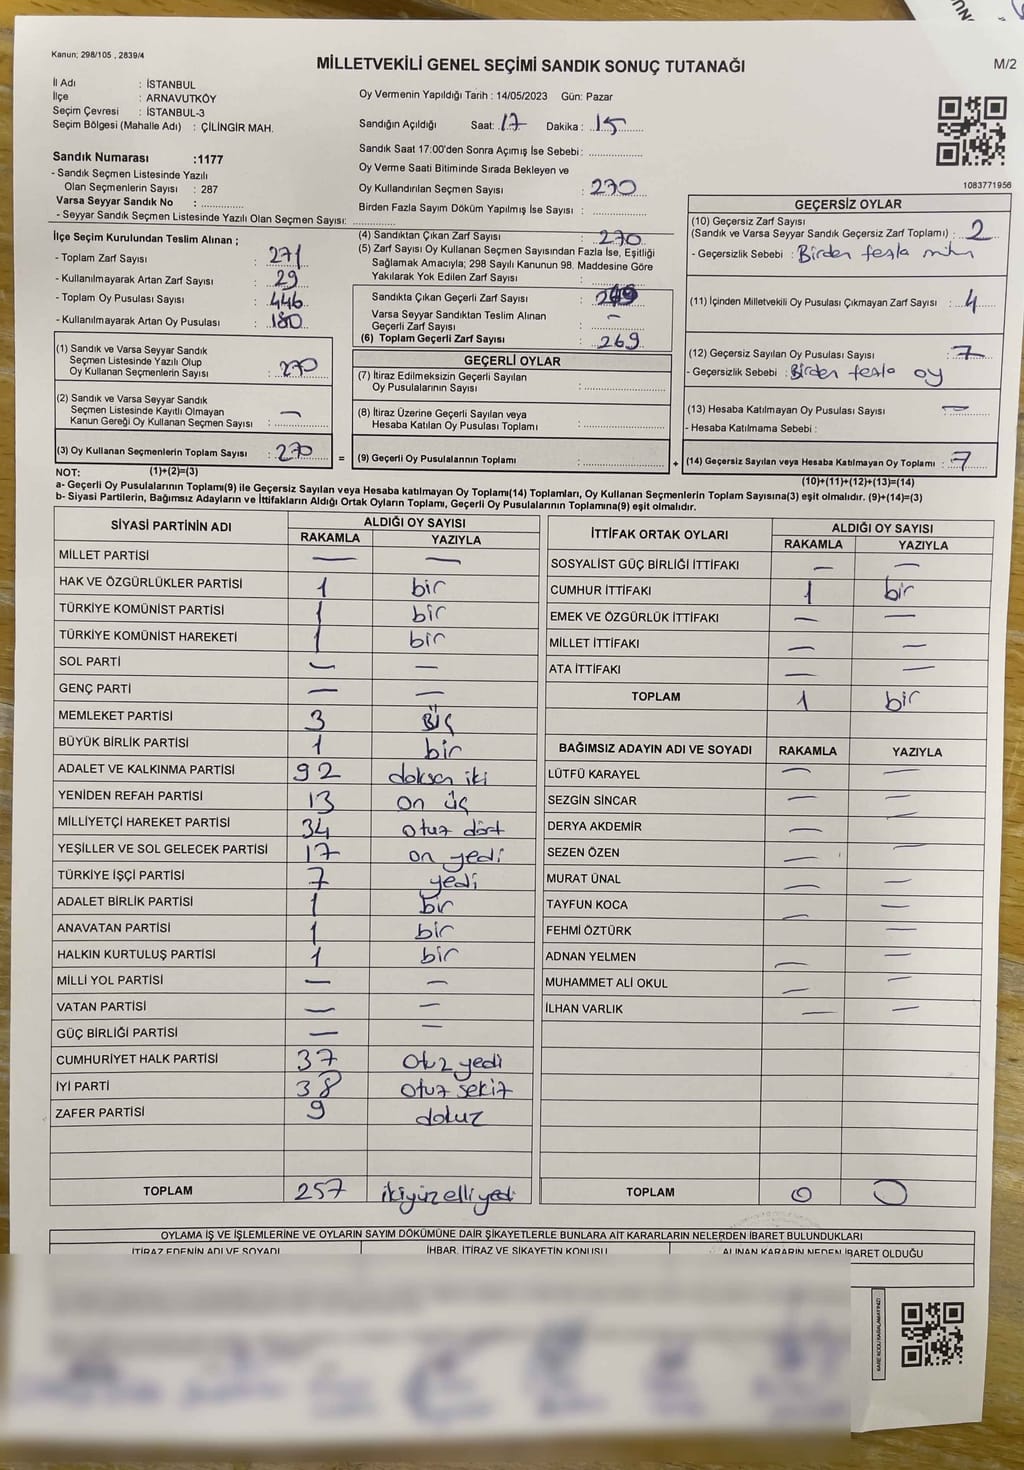 Kanun; 298/105 , 2839/4
MİLLETVEKİLİ GENEL SEÇİMİ SANDIK SONUÇ TUTANAĞI
M/2
İl Adı : İSTANBUL
İlçe : ARNAVUTKÖY
Seçim Çevresi : İSTANBUL-3
Seçim Bölgesi (Mahalle Adı) : ÇİLİNGİR MAH.
Oy Vermenin Yapıldığı Tarih : 14/05/2023 Gün: Pazar
Sandığın Açıldığı Saat: 17 Dakika : 15
Sandık Saat 17:00'den Sonra Açımış İse Sebebi :
Oy Verme Saati Bitiminde Sırada Bekleyen ve
Oy Kullandırılan Seçmen Sayısı : 270
Birden Fazla Sayım Döküm Yapılmış İse Sayısı :
1083771956
Sandık Numarası :1177
- Sandık Seçmen Listesinde Yazılı
Olan Seçmenlerin Sayısı : 287
Varsa Seyyar Sandık No :
- Seyyar Sandık Seçmen Listesinde Yazılı Olan Seçmen Sayısı:
İlçe Seçim Kurulundan Teslim Alınan ;
- Toplam Zarf Sayısı : 271
- Kullanılmayarak Artan Zarf Sayısı : 29
- Toplam Oy Pusulası Sayısı : 446
- Kullanılmayarak Artan Oy Pusulası : 180
(1) Sandık ve Varsa Seyyar Sandık
Seçmen Listesinde Yazılı Olup
Oy Kullanan Seçmenlerin Sayısı : 270
(2) Sandık ve Varsa Seyyar Sandık
Seçmen Listesinde Kayıtlı Olmayan
Kanun Gereği Oy Kullanan Seçmen Sayısı : —
(3) Oy Kullanan Seçmenlerin Toplam Sayısı : 270
(1)+(2)=(3)
(4) Sandıktan Çıkan Zarf Sayısı : 270
(5) Zarf Sayısı Oy Kullanan Seçmen Sayısından Fazla İse, Eşitliği
Sağlamak Amacıyla; 298 Sayılı Kanunun 98. Maddesine Göre
Yakılarak Yok Edilen Zarf Sayısı :
Sandıkta Çıkan Geçerli Zarf Sayısı : 269
Varsa Seyyar Sandıktan Teslim Alınan
Geçerli Zarf Sayısı : —
(6) Toplam Geçerli Zarf Sayısı : 269
GEÇERLİ OYLAR
(7) İtiraz Edilmeksizin Geçerli Sayılan
Oy Pusulalarının Sayısı :
(8) İtiraz Üzerine Geçerli Sayılan veya
Hesaba Katılan Oy Pusulası Toplamı :
= (9) Geçerli Oy Pusulalarının Toplamı :
GEÇERSİZ OYLAR
(10) Geçersiz Zarf Sayısı
(Sandık ve Varsa Seyyar Sandık Geçersiz Zarf Toplamı) : 2
- Geçersizlik Sebebi : Birden fazla
(11) İçinden Milletvekili Oy Pusulası Çıkmayan Zarf Sayısı : 4
(12) Geçersiz Sayılan Oy Pusulası Sayısı : 7
- Geçersizlik Sebebi : Birden fazla oy
(13) Hesaba Katılmayan Oy Pusulası Sayısı : —
- Hesaba Katılmama Sebebi :
+ (14) Geçersiz Sayılan veya Hesaba Katılmayan Oy Toplamı : 7
(10)+(11)+(12)+(13)=(14)
NOT:
a- Geçerli Oy Pusulalarının Toplamı(9) ile Geçersiz Sayılan veya Hesaba katılmayan Oy Toplam(14) Toplamları, Oy Kullanan Seçmenlerin Toplam Sayısına(3) eşit olmalıdır. (9)+(14)=(3)
b- Siyasi Partilerin, Bağımsız Adayların ve İttifakların Aldığı Ortak Oyların Toplamı, Geçerli Oy Pusulalarının Toplamına(9) eşit olmalıdır.
SİYASİ PARTİNİN ADI ALDIĞI OY SAYISI
RAKAMLA YAZIYLA
MİLLET PARTİSİ — —
HAK VE ÖZGÜRLÜKLER PARTİSİ 1 bir
TÜRKİYE KOMÜNİST PARTİSİ 1 bir
TÜRKİYE KOMÜNİST HAREKETİ 1 bir
SOL PARTİ — —
GENÇ PARTİ — —
MEMLEKET PARTİSİ 3 üç
BÜYÜK BİRLİK PARTİSİ 1 bir
ADALET VE KALKINMA PARTİSİ 92 doksan iki
YENİDEN REFAH PARTİSİ 13 on üç
MİLLİYETÇİ HAREKET PARTİSİ 34 otuz dört
YEŞİLLER VE SOL GELECEK PARTİSİ 17 on yedi
TÜRKİYE İŞÇİ PARTİSİ 7 yedi
ADALET BİRLİK PARTİSİ 1 bir
ANAVATAN PARTİSİ 1 bir
HALKIN KURTULUŞ PARTİSİ 1 bir
MİLLİ YOL PARTİSİ — —
VATAN PARTİSİ — —
GÜÇ BİRLİĞİ PARTİSİ — —
CUMHURİYET HALK PARTİSİ 37 otuz yedi
İYİ PARTİ 38 otuz sekiz
ZAFER PARTİSİ 9 dokuz
TOPLAM 257 ikiyüz elli yedi
İTTİFAK ORTAK OYLARI ALDIĞI OY SAYISI
RAKAMLA YAZIYLA
SOSYALİST GÜÇ BİRLİĞİ İTTİFAKI — —
CUMHUR İTTİFAKI 1 bir
EMEK VE ÖZGÜRLÜK İTTİFAKI — —
MİLLET İTTİFAKI — —
ATA İTTİFAKI — —
TOPLAM 1 bir
BAĞIMSIZ ADAYIN ADI VE SOYADI RAKAMLA YAZIYLA
LÜTFÜ KARAYEL — —
SEZGİN SİNCAR — —
DERYA AKDEMİR —
SEZEN ÖZEN — —
MURAT ÜNAL — —
TAYFUN KOCA — —
FEHMİ ÖZTÜRK —
ADNAN YELMEN — —
MUHAMMET ALİ OKUL — —
İLHAN VARLIK — —
TOPLAM 0 0
OYLAMA İŞ VE İŞLEMLERİNE VE OYLARIN SAYIM DÖKÜMÜNE DAİR ŞİKAYETLERLE BUNLARA AİT KARARLARIN NELERDEN İBARET BULUNDUKLARI
İTİRAZ EDENİN ADI VE SOYADI İHBAR, İTİRAZ VE ŞİKAYETİN KONUSU ALINAN KARARIN NEDEN İBARET OLDUĞU